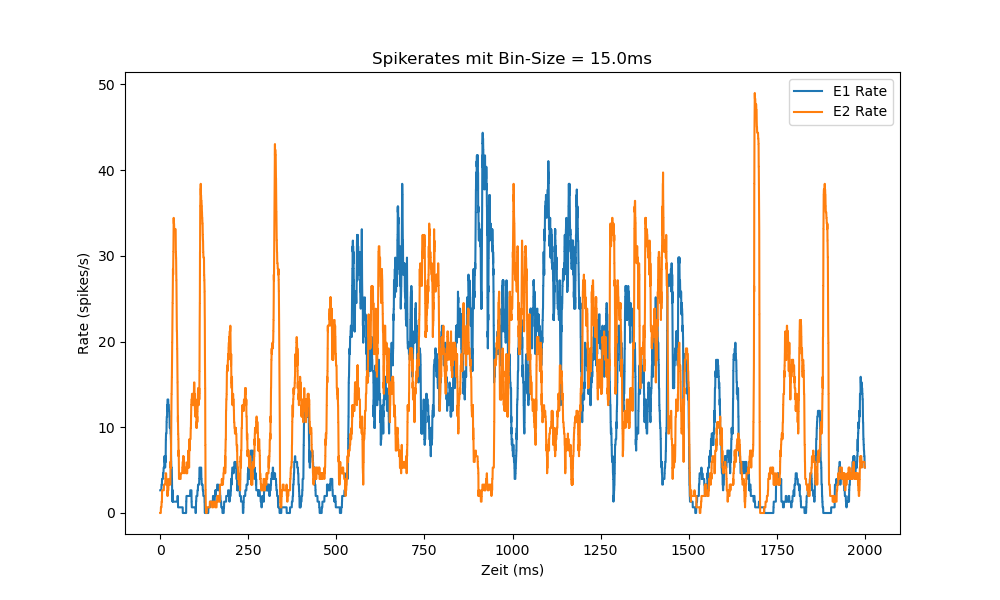 Spikerates mit Bin-Size = 15.0ms
E1 Rate
E2 Rate
Rate (spikes/s)
50
40
30
20
10
0
0 250 500 750 1000 1250 1500 1750 2000
Zeit (ms)